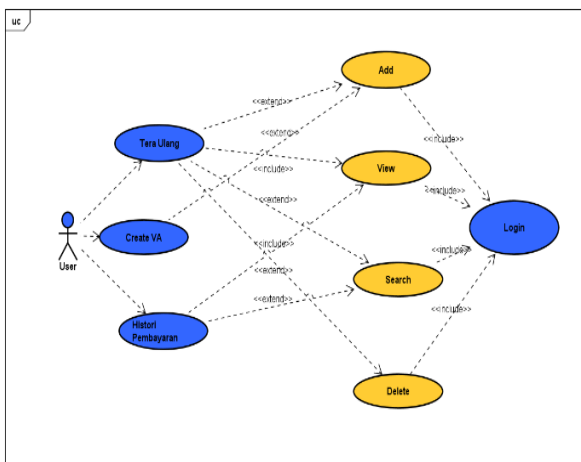 uc
Add
<<extend>>
<<extend>>
Tera Ulang
<<include>>
View
<<include>>
<<include>>
<<extend>>
Login
Create VA
User
<<include>>
<<include>>
<<extend>>
Search
<<extend>>
<<include>>
Histori
Pembayaran
Delete